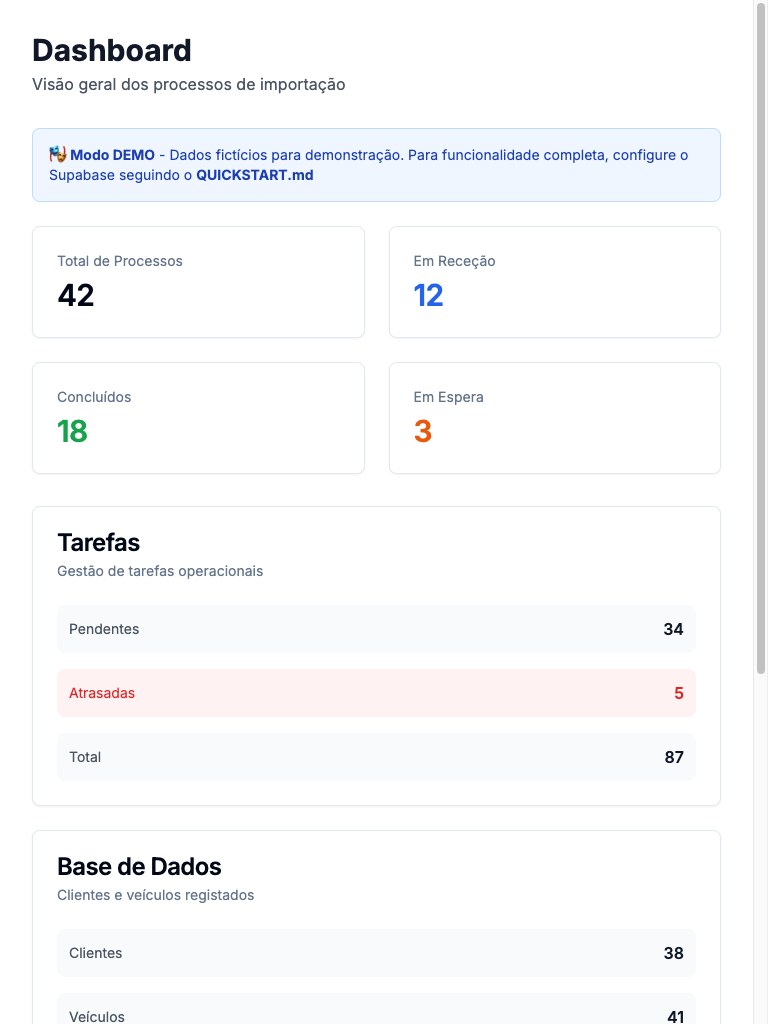 Dashboard
Visão geral dos processos de importação
🎭 Modo DEMO - Dados fictícios para demonstração. Para funcionalidade completa, configure o
Supabase seguindo o QUICKSTART.md
Total de Processos
42
Em Receção
12
Concluídos
18
Em Espera
3
Tarefas
Gestão de tarefas operacionais
Pendentes 34
Atrasadas 5
Total 87
Base de Dados
Clientes e veículos registados
Clientes 38
Veículos 41